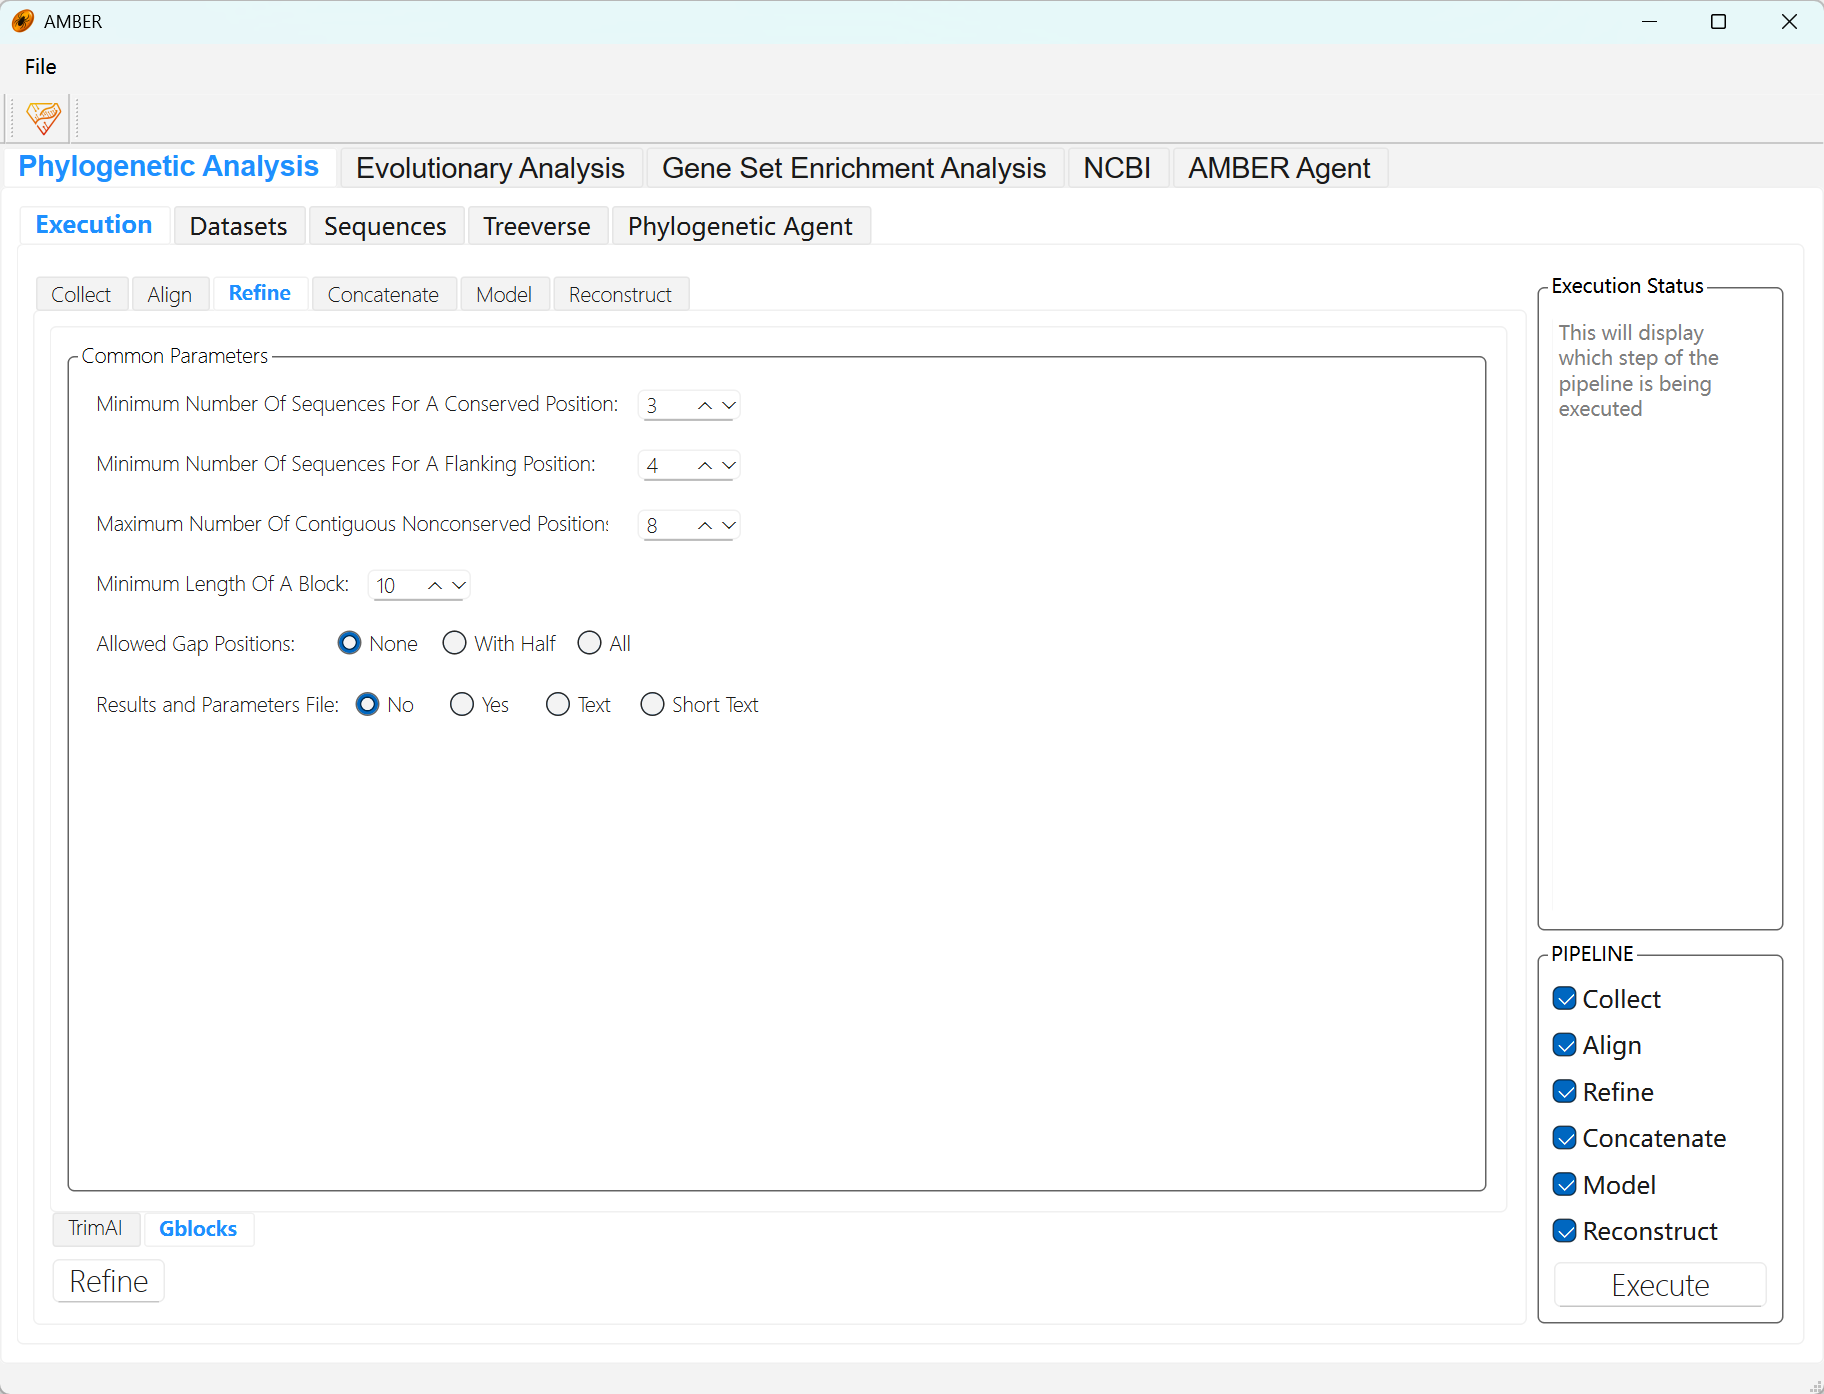 AMBER
File
Phylogenetic Analysis Evolutionary Analysis Gene Set Enrichment Analysis NCBI AMBER Agent
Execution Datasets Sequences Treeverse Phylogenetic Agent
Collect Align Refine Concatenate Model Reconstruct
Common Parameters
Minimum Number Of Sequences For A Conserved Position: 3
Minimum Number Of Sequences For A Flanking Position: 4
Maximum Number Of Contiguous Nonconserved Position: 8
Minimum Length Of A Block: 10
Allowed Gap Positions: None With Half All
Results and Parameters File: No Yes Text Short Text
TrimAl Gblocks
Refine
Execution Status
This will display
which step of the
pipeline is being
executed
PIPELINE
Collect
Align
Refine
Concatenate
Model
Reconstruct
Execute